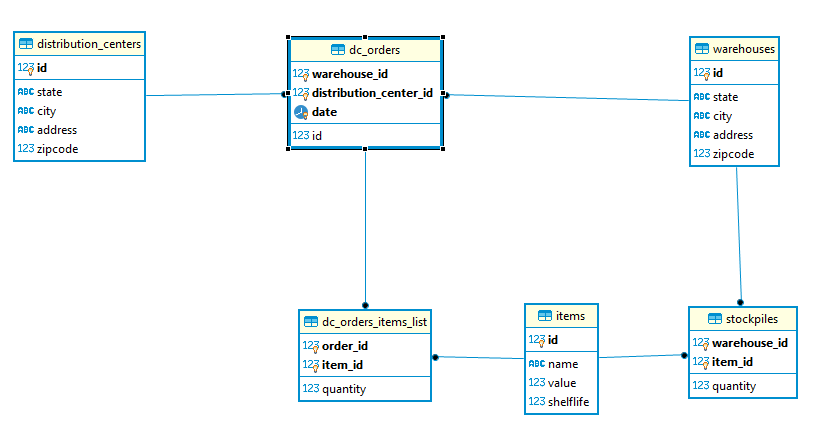 distribution_centers
123 id
ABC state
ABC city
ABC address
123 zipcode
dc_orders
123 warehouse_id
123 distribution_center_id
date
123 id
warehouses
123 id
ABC state
ABC city
ABC address
123 zipcode
dc_orders_items_list
123 order_id
123 item_id
123 quantity
items
123 id
ABC name
123 value
123 shelflife
stockpiles
123 warehouse_id
123 item_id
123 quantity